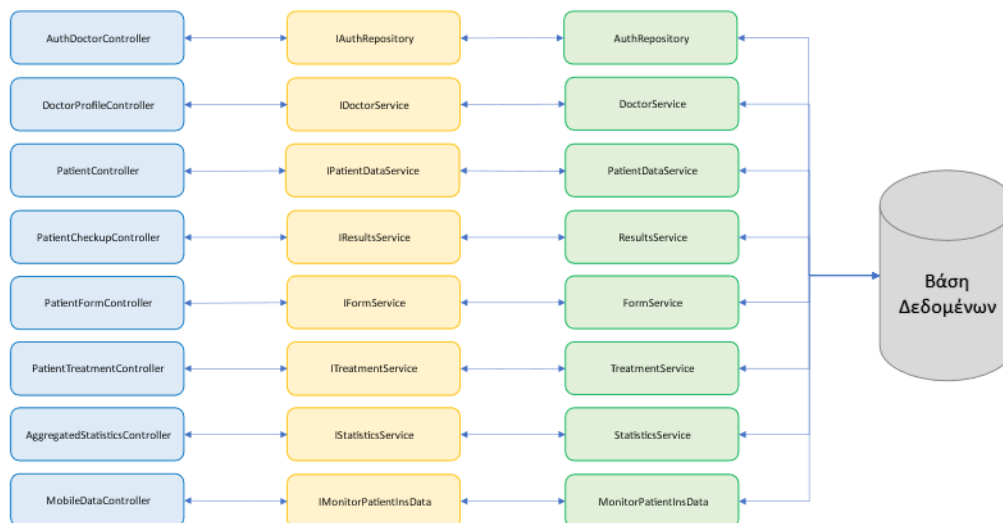 AuthDoctorController
IAuthRepository
AuthRepository
DoctorProfileController
IDoctorService
DoctorService
PatientController
IPatientDataService
PatientDataService
PatientCheckupController
IResultsService
ResultsService
PatientFormController
IFormService
FormService
PatientTreatmentController
ITreatmentService
TreatmentService
AggregatedStatisticsController
IStatisticsService
StatisticsService
MobileDataController
IMonitorPatientInsData
MonitorPatientInsData
Βάση
Δεδομένων